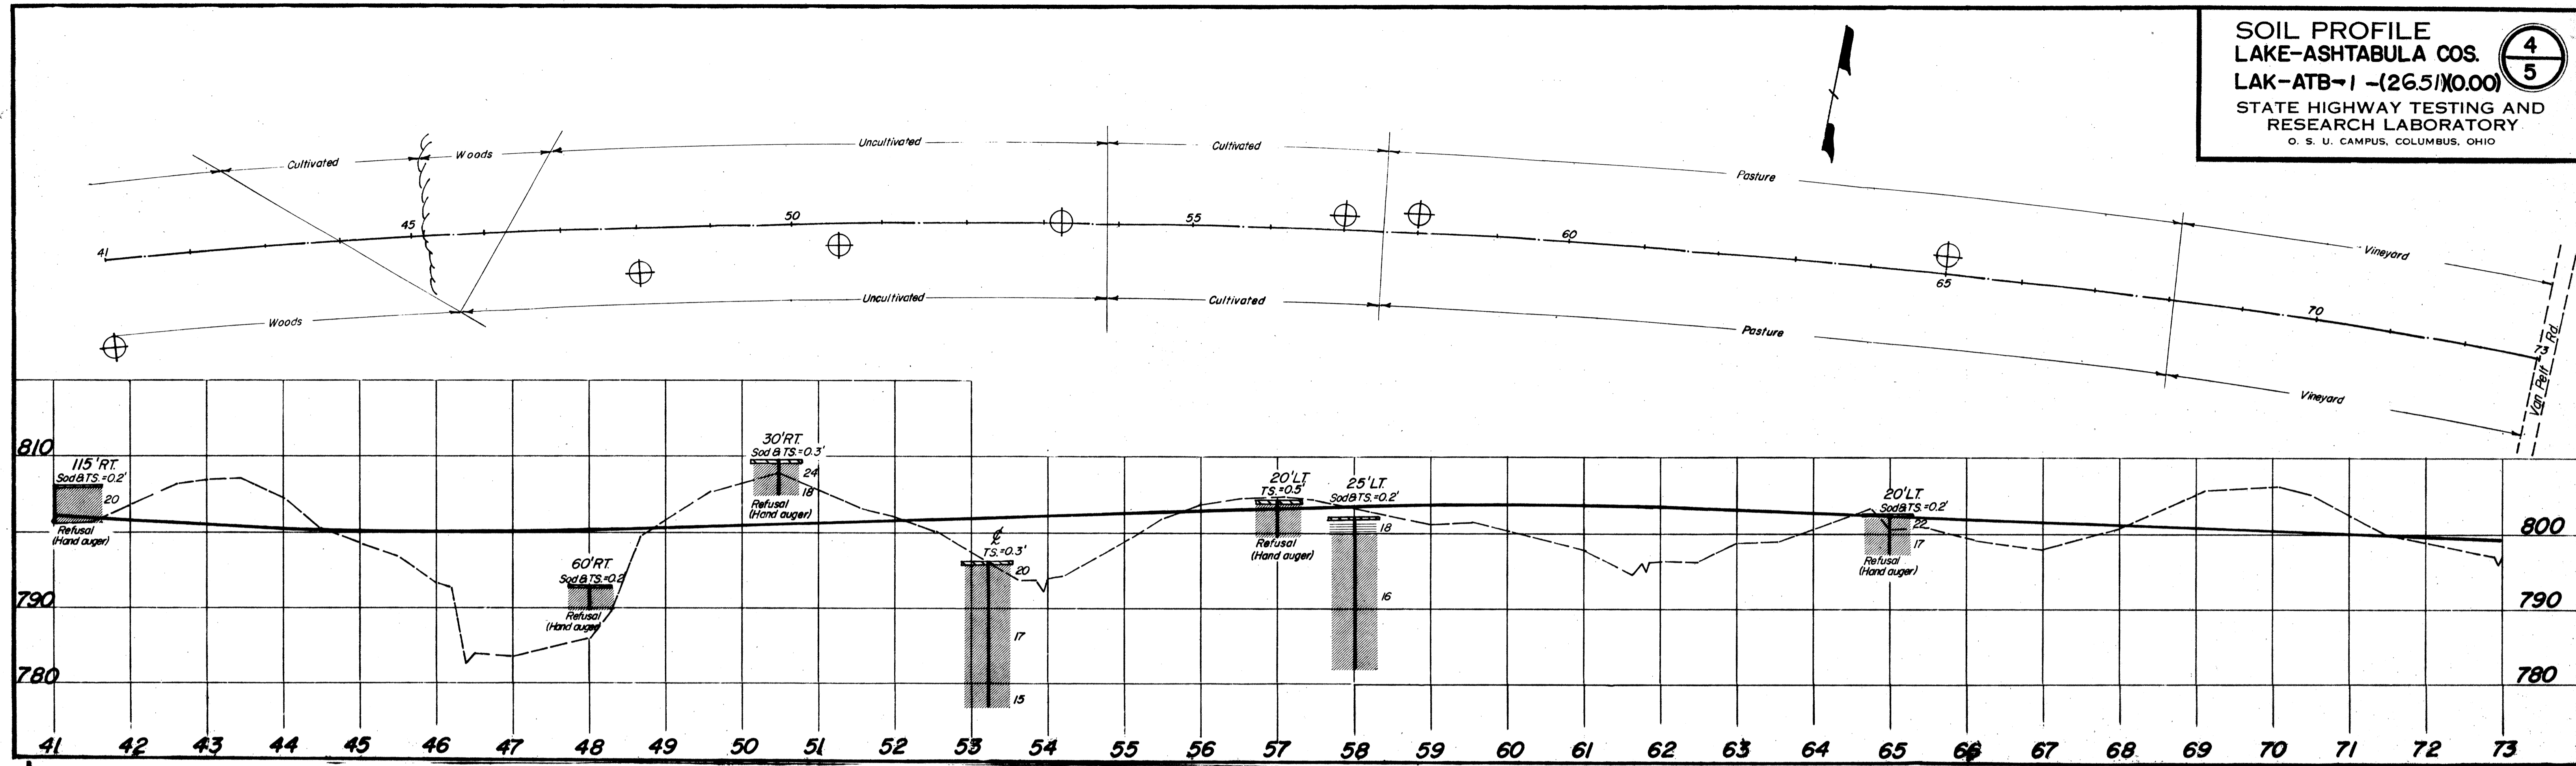 SOIL PROFILE
LAKE-ASHTABULA COS.
LAK-ATB-1 -(26.51)(0.00)
4
5
STATE HIGHWAY TESTING AND
RESEARCH LABORATORY
O. S. U. CAMPUS, COLUMBUS, OHIO
Cultivated
Woods
Uncultivated
Cultivated
Pasture
Vineyard
41
45
50
55
60
65
70
73
Woods
Uncultivated
Cultivated
Pasture
Vineyard
Van Pelt Rd.
810
800
790
790
780
780
115' RT.
Sod & T.S.=0.2'
20
Refusal
(Hand auger)
60' RT.
Sod & T.S.=0.2
Refusal
(Hand auger)
30' RT.
Sod & T.S.=0.3'
24
18
Refusal
(Hand auger)
℄
T.S.=0.3'
20
17
15
20' LT.
T.S.=0.5'
Refusal
(Hand auger)
25' LT.
Sod & T.S.=0.2'
18
16
20' LT.
Sod & T.S.=0.2'
22
17
Refusal
(Hand auger)
41 42 43 44 45 46 47 48 49 50 51 52 53 54 55 56 57 58 59 60 61 62 63 64 65 66 67 68 69 70 71 72 73